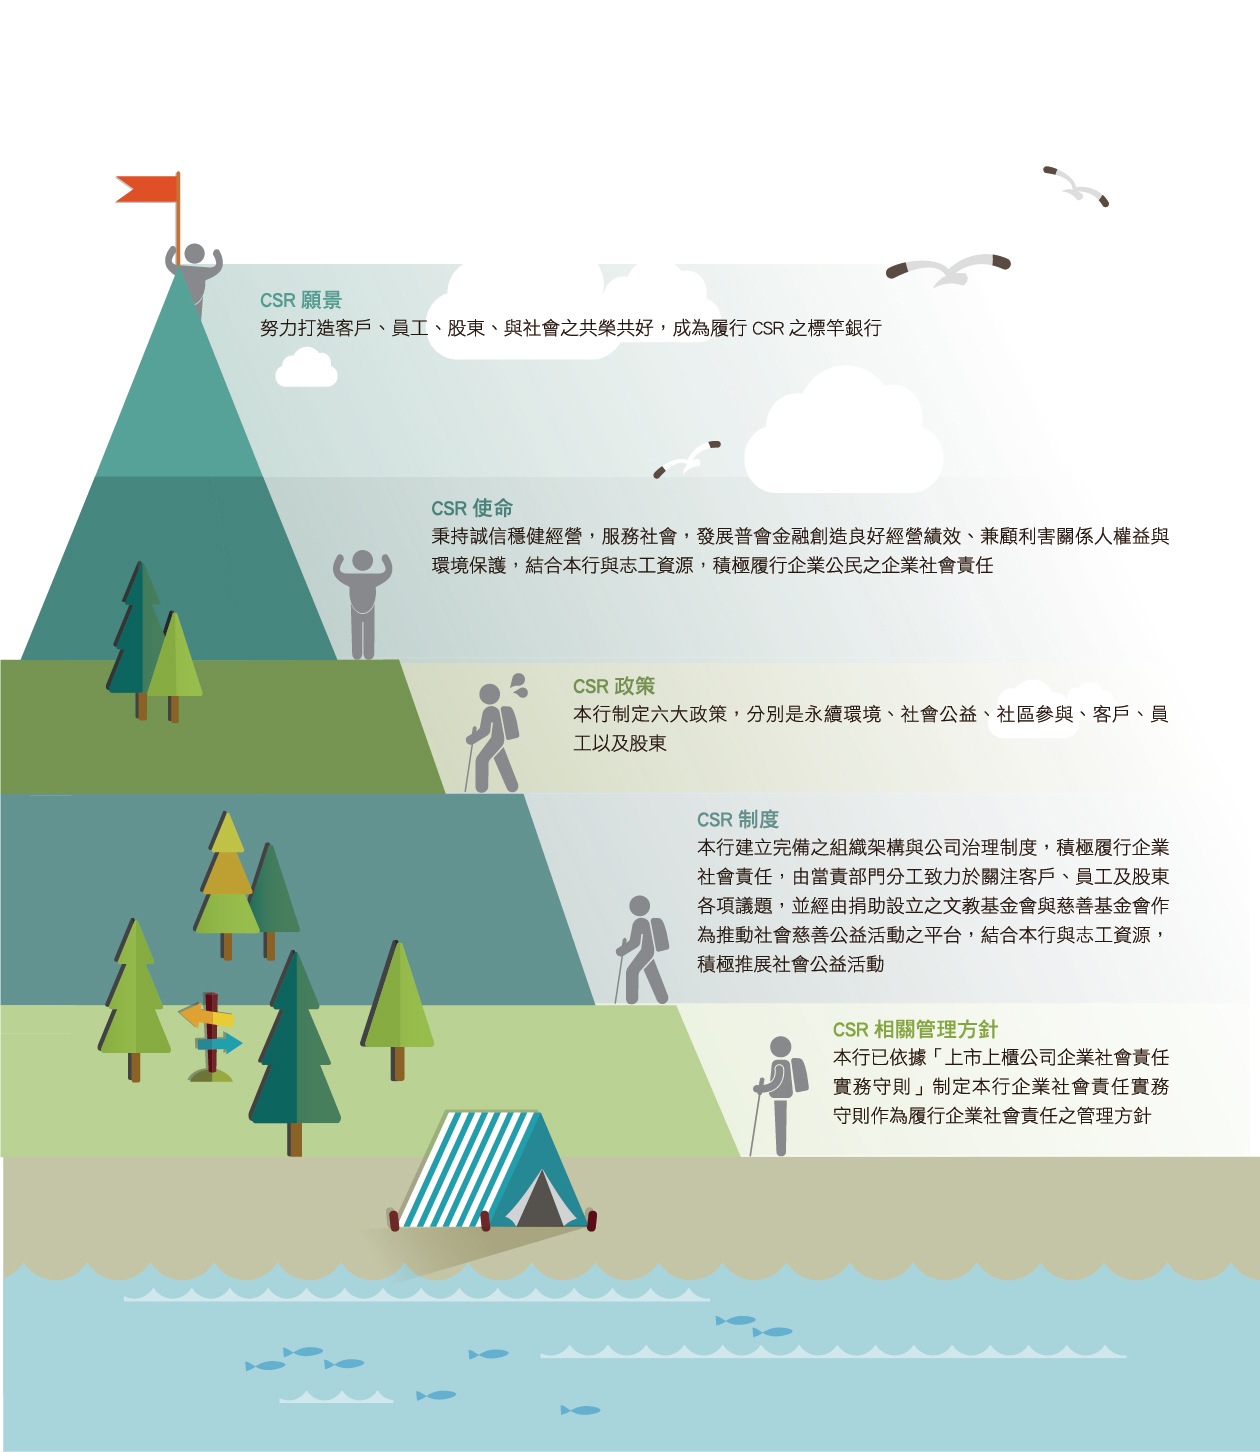 CSR 願景
努力打造客戶、員工、股東、與社會之共榮共好，成為履行 CSR 之標竿銀行
CSR 使命
秉持誠信穩健經營，服務社會，發展普會金融創造良好經營績效、兼顧利害關係人權益與
環境保護，結合本行與志工資源，積極履行企業公民之企業社會責任
CSR 政策
本行制定六大政策，分別是永續環境、社會公益、社區參與、客戶、員
工以及股東
CSR 制度
本行建立完備之組織架構與公司治理制度，積極履行企業
社會責任，由當責部門分工致力於關注客戶、員工及股東
各項議題，並經由捐助設立之文教基金會與慈善基金會作
為推動社會慈善公益活動之平台，結合本行與志工資源，
積極推展社會公益活動
CSR 相關管理方針
本行已依據「上市上櫃公司企業社會責任
實務守則」制定本行企業社會責任實務
守則作為履行企業社會責任之管理方針